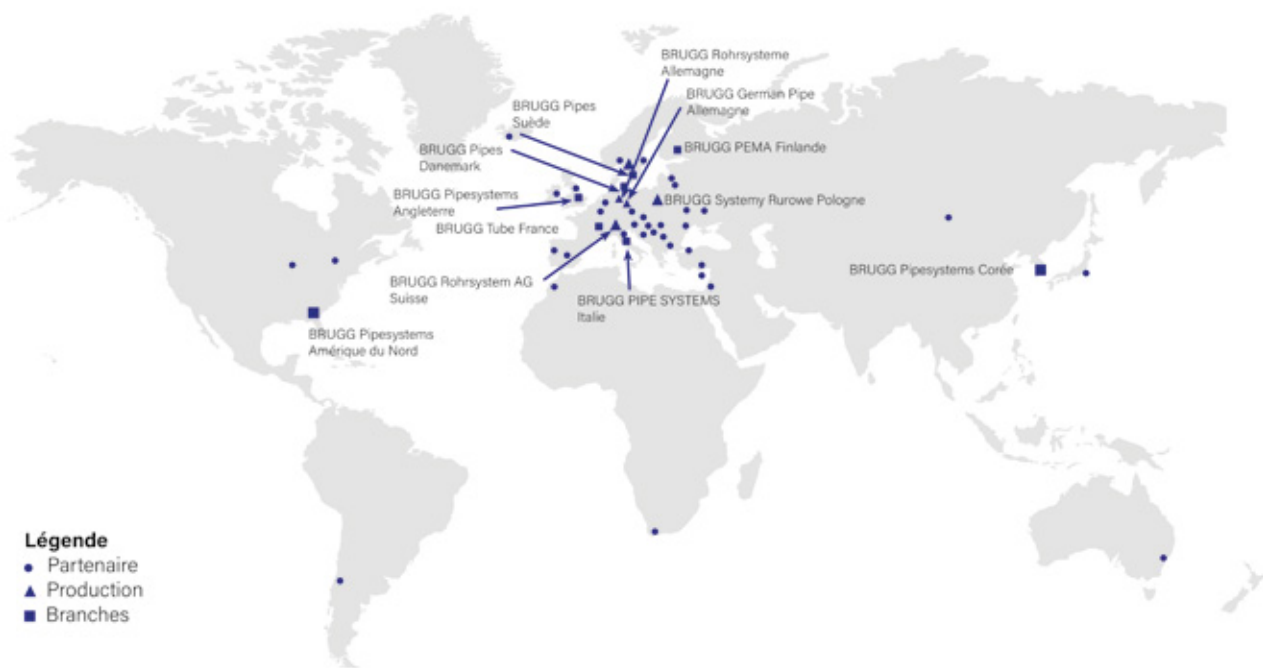 BRUGG Rohrsysteme
Allemagne
BRUGG German Pipe
Allemagne
BRUGG Pipes
Suède
BRUGG Pipes
Danemark
BRUGG PEMA Finlande
BRUGG Pipesystems
Angleterre
BRUGG Systemy Rurowe Pologne
BRUGG Tube France
BRUGG Rohrsystem AG
Suisse
BRUGG PIPE SYSTEMS
Italie
BRUGG Pipesystems Corée
BRUGG Pipesystems
Amérique du Nord
Légende
Partenaire
Production
Branches